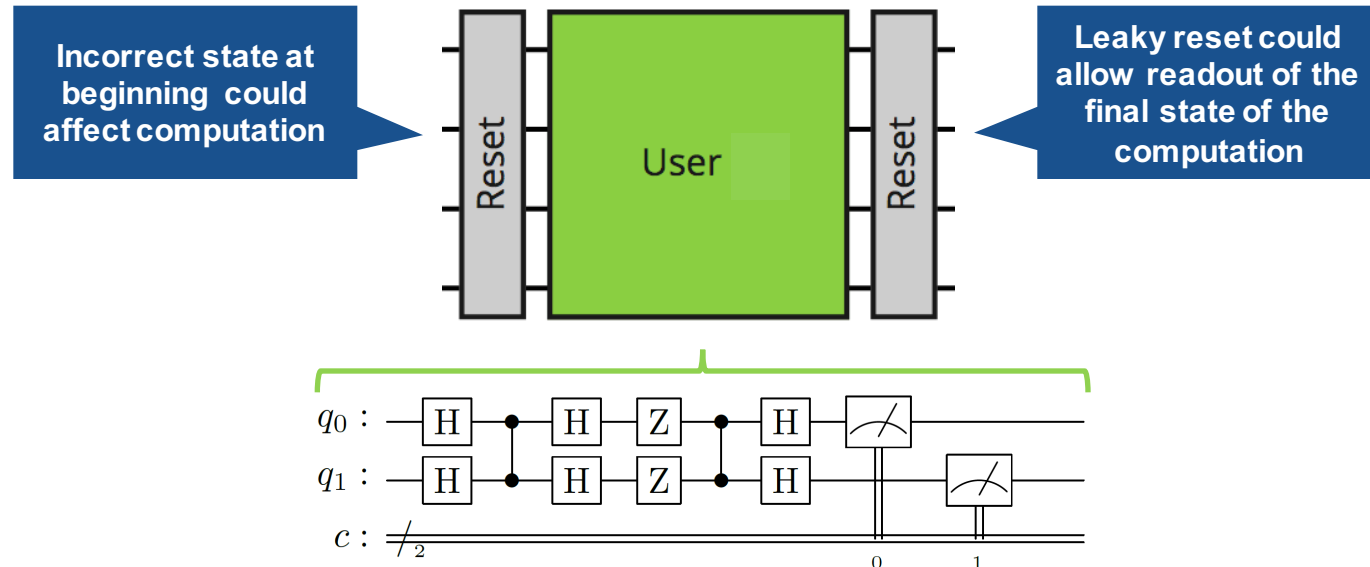 Incorrect state at
beginning could
affect computation
Reset
User
Reset
Leaky reset could
allow readout of the
final state of the
computation
q0 : H H Z H
q1 : H H Z H
c : 2
0 1